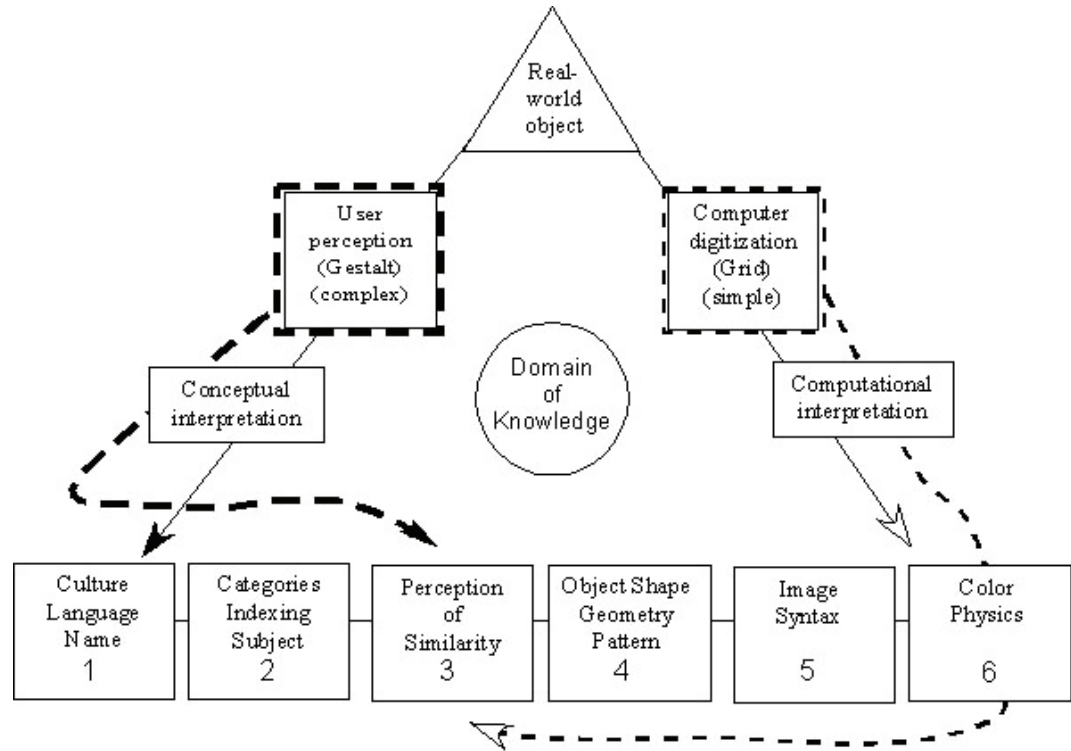 Real-
world
object
User
perception
(Gestalt)
(complex)
Computer
digitization
(Grid)
(simple)
Conceptual
interpretation
Domain
of
Knowledge
Computational
interpretation
Culture
Language
Name
1
Categories
Indexing
Subject
2
Perception
of
Similarity
3
Object Shape
Geometry
Pattern
4
Image
Syntax
5
Color
Physics
6